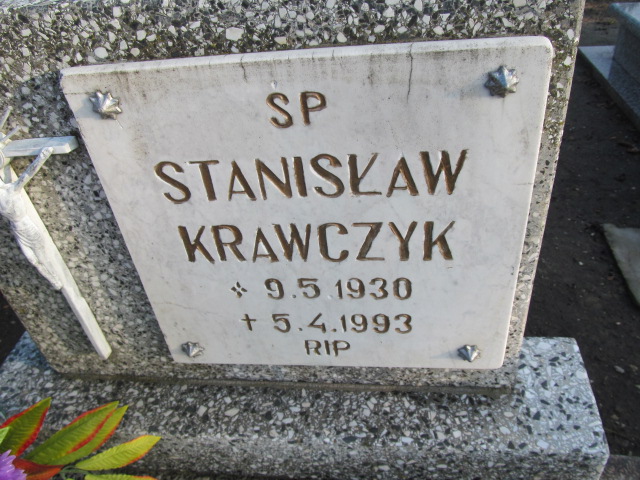 SP
STANISŁAW
KRAWCZYK
* 9.5.1930
+ 5.4.1993
RIP